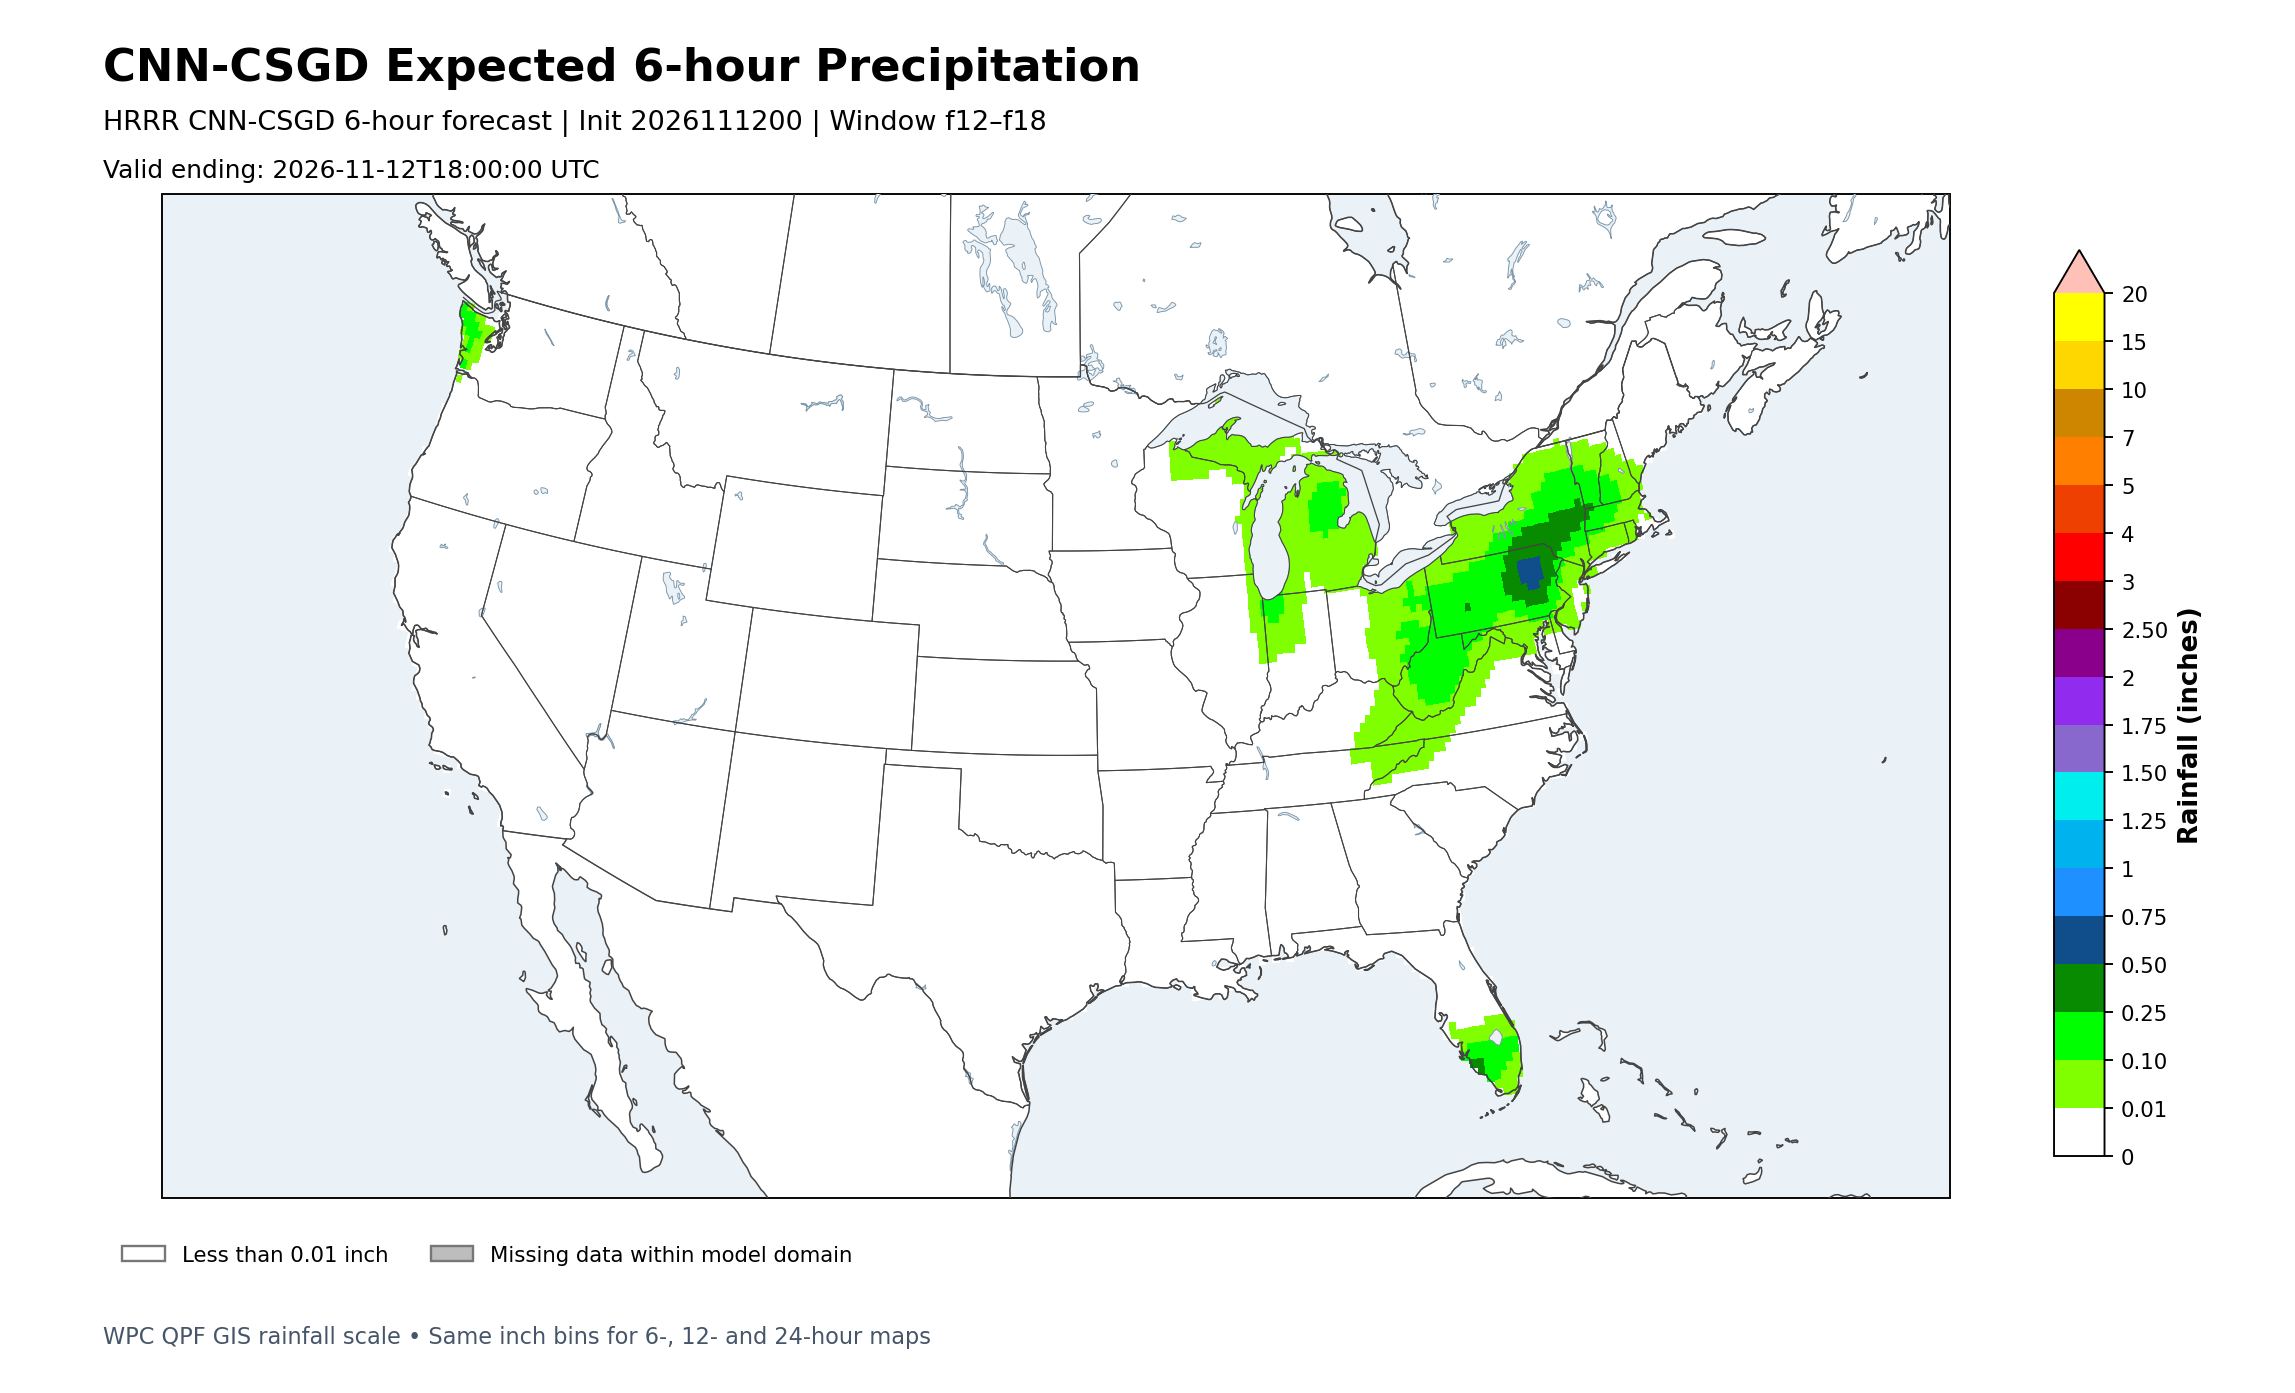 CNN-CSGD Expected 6-hour Precipitation
HRRR CNN-CSGD 6-hour forecast | Init 2026111200 | Window f12–f18
Valid ending: 2026-11-12T18:00:00 UTC
20
15
10
7
5
4
3
2.50
2
1.75
1.50
1.25
1
0.75
0.50
0.25
0.10
0.01
0
Rainfall (inches)
Less than 0.01 inch
Missing data within model domain
WPC QPF GIS rainfall scale • Same inch bins for 6-, 12- and 24-hour maps